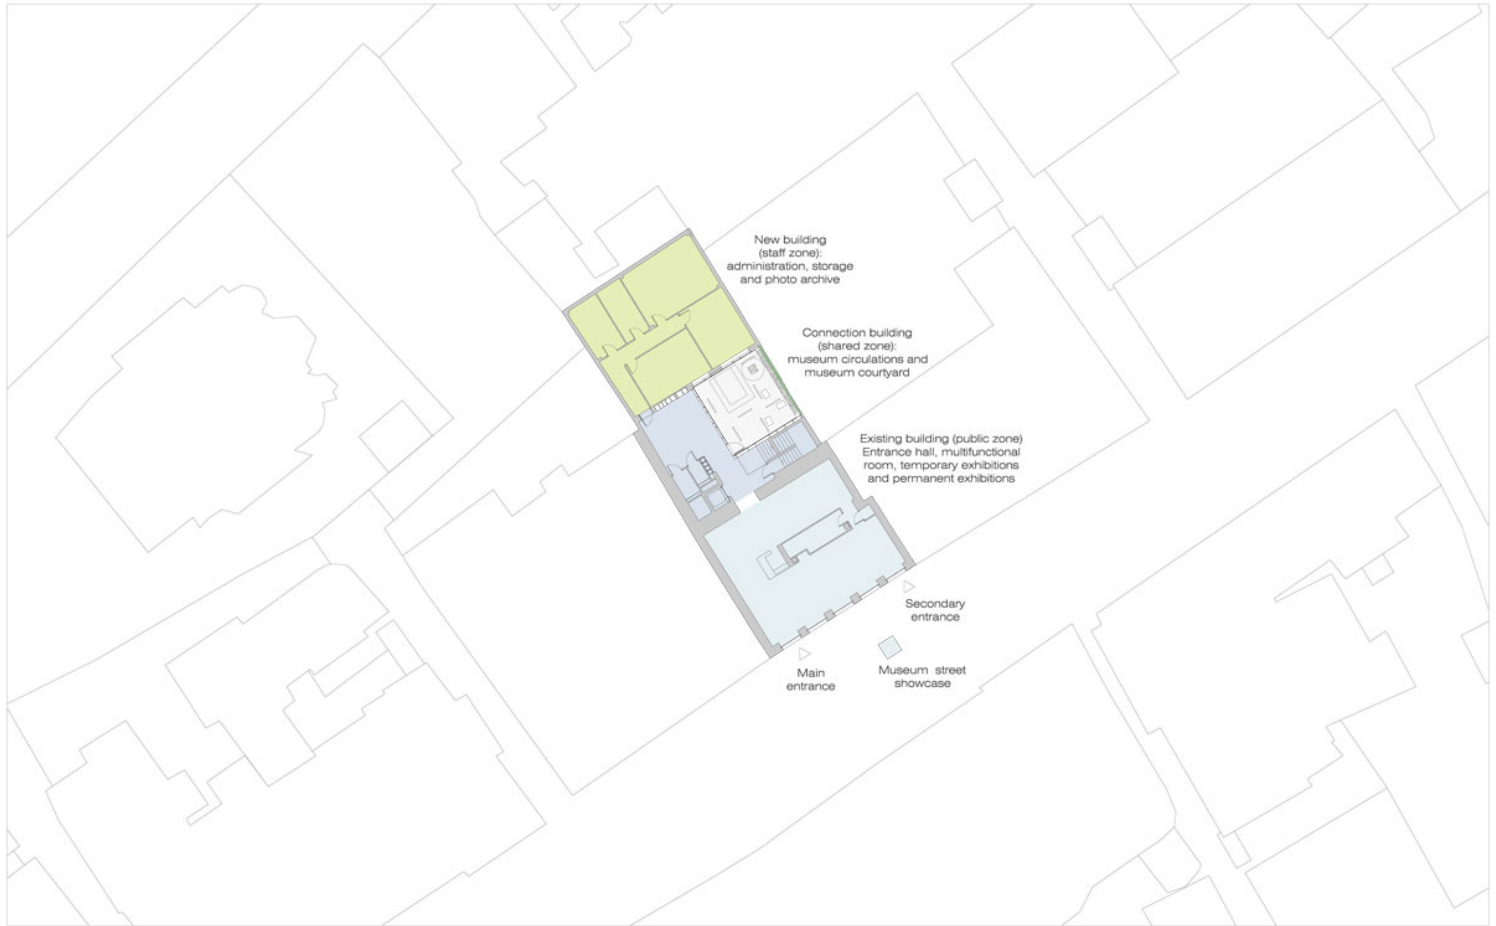 New building
(staff zone):
administration, storage
and photo archive
Connection building
(shared zone):
museum circulations and
museum courtyard
Existing building (public zone)
Entrance hall, multifunctional
room, temporary exhibitions
and permanent exhibitions
Secondary
entrance
Main
entrance
Museum street
showcase